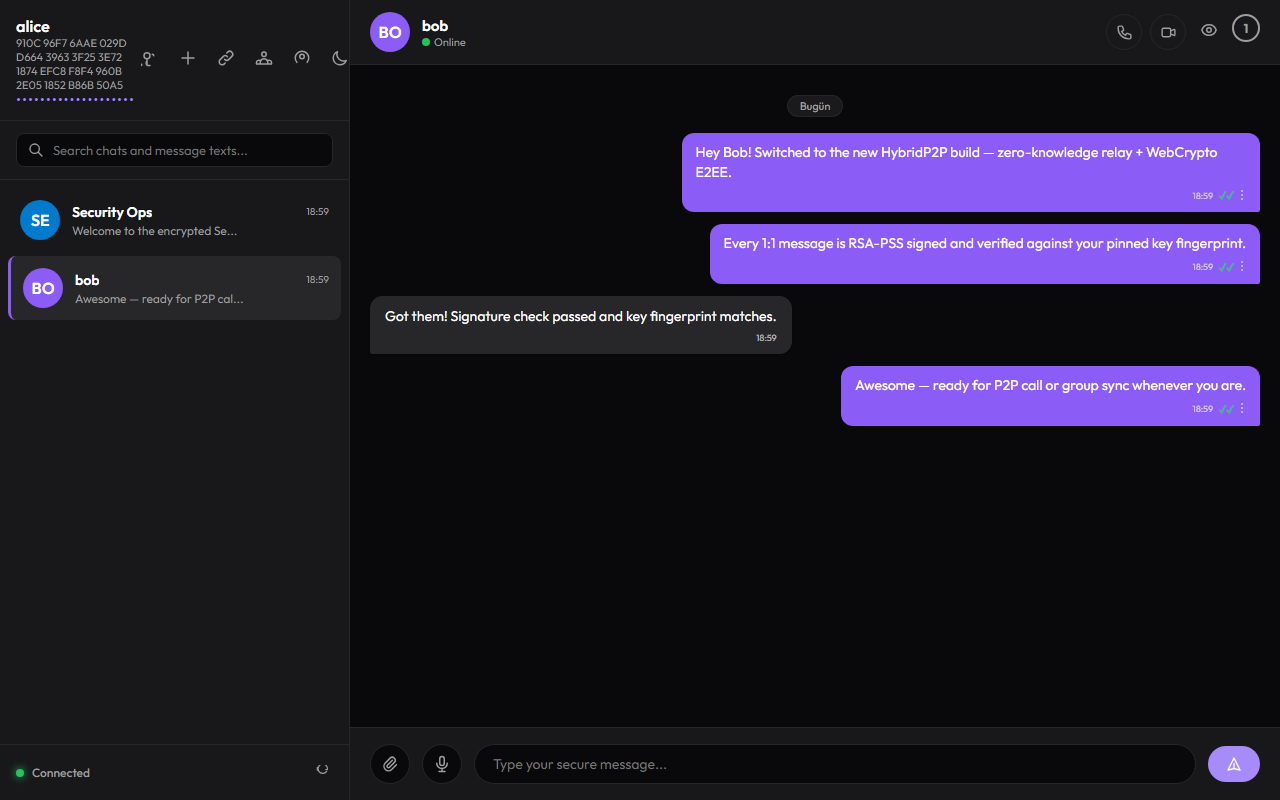 alice
910C 96F7 6AAE 029D
D664 3963 3F25 3E72
1874 EFC8 F8F4 960B
2E05 1852 B86B 50A5
Search chats and message texts...
SE
Security Ops
18:59
Welcome to the encrypted Se...
BO
bob
18:59
Awesome — ready for P2P cal...
Connected
BO
bob
Online
1
Bugün
Hey Bob! Switched to the new HybridP2P build — zero-knowledge relay + WebCrypto
E2EE.
18:59
Every 1:1 message is RSA-PSS signed and verified against your pinned key fingerprint.
18:59
Got them! Signature check passed and key fingerprint matches.
18:59
Awesome — ready for P2P call or group sync whenever you are.
18:59
Type your secure message...